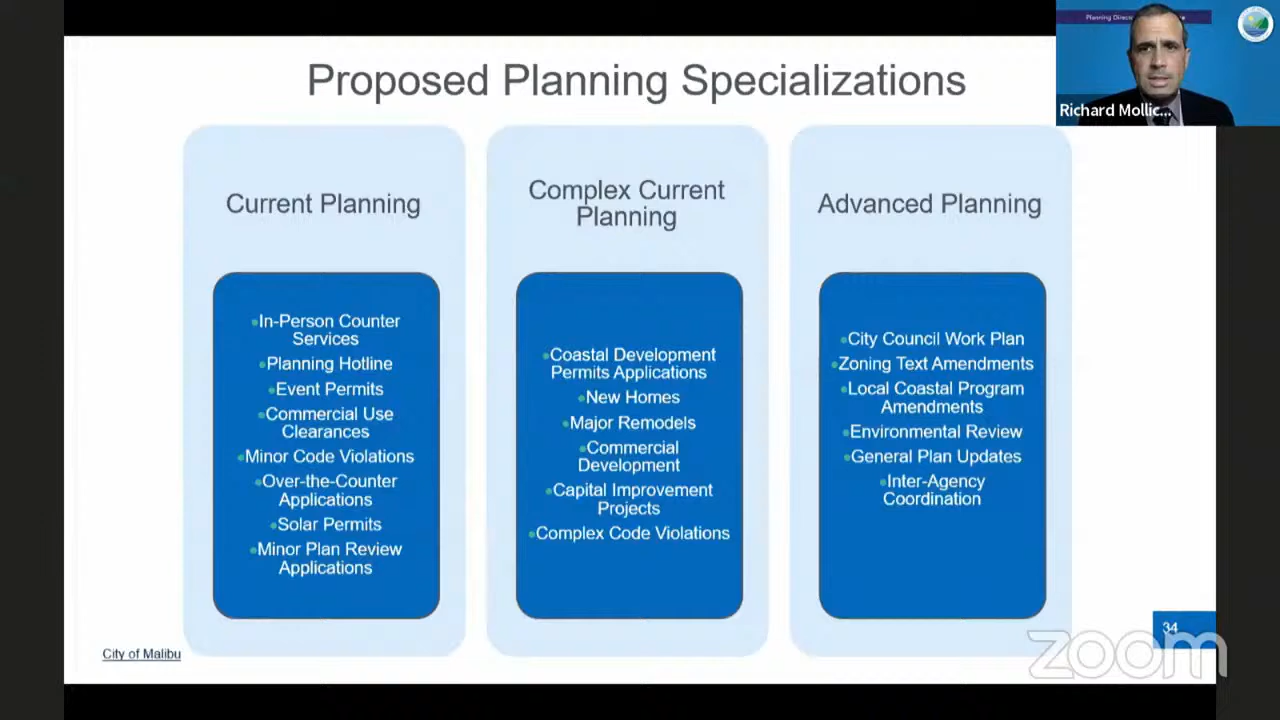 Planning Direc
Richard Mollic...
Proposed Planning Specializations
Current Planning
•In-Person Counter
Services
•Planning Hotline
•Event Permits
•Commercial Use
Clearances
•Minor Code Violations
•Over-the-Counter
Applications
•Solar Permits
•Minor Plan Review
Applications
Complex Current
Planning
•Coastal Development
Permits Applications
•New Homes
•Major Remodels
•Commercial
Development
•Capital Improvement
Projects
•Complex Code Violations
Advanced Planning
•City Council Work Plan
•Zoning Text Amendments
•Local Coastal Program
Amendments
•Environmental Review
•General Plan Updates
•Inter-Agency
Coordination
City of Malibu
34
zoom